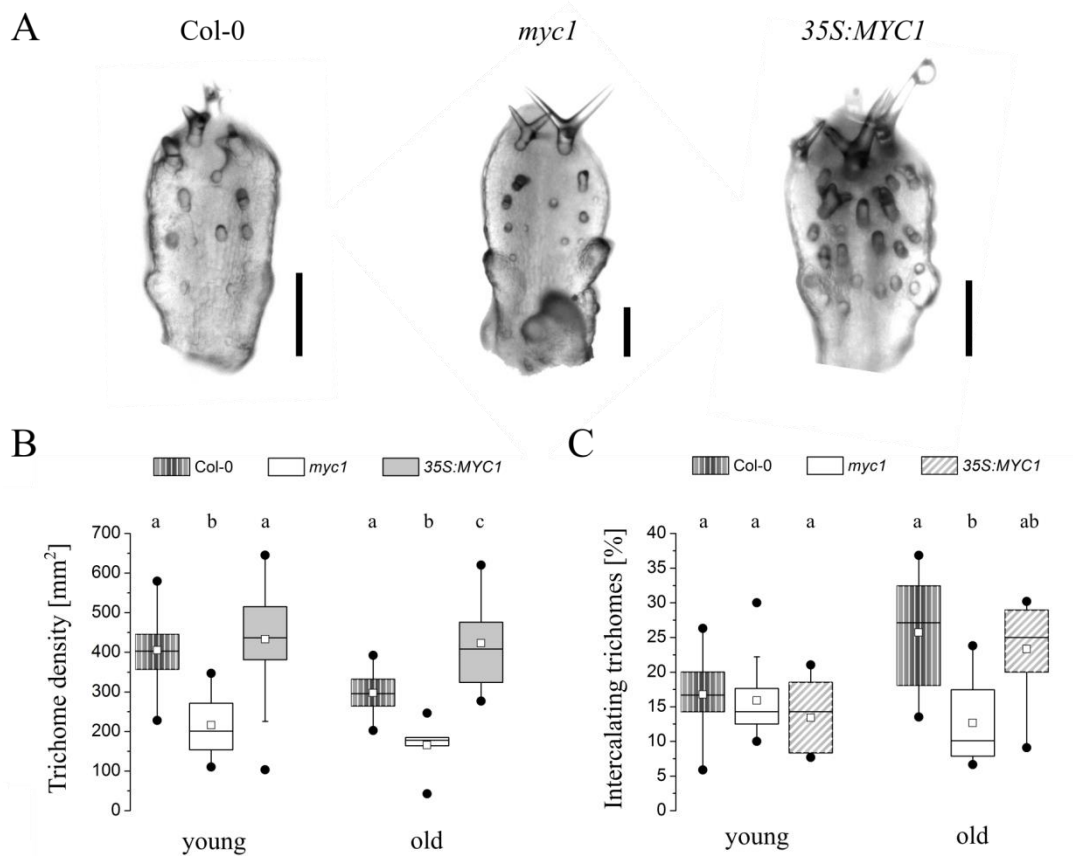 A
Col-0 myc1 35S:MYC1
B
Col-0 myc1 35S:MYC1
a b a a b c
Trichome density [mm²]
700
600
500
400
300
200
100
0
young old
C
Col-0 myc1 35S:MYC1
a a a a b ab
Intercalating trichomes [%]
40
35
30
25
20
15
10
5
0
young old